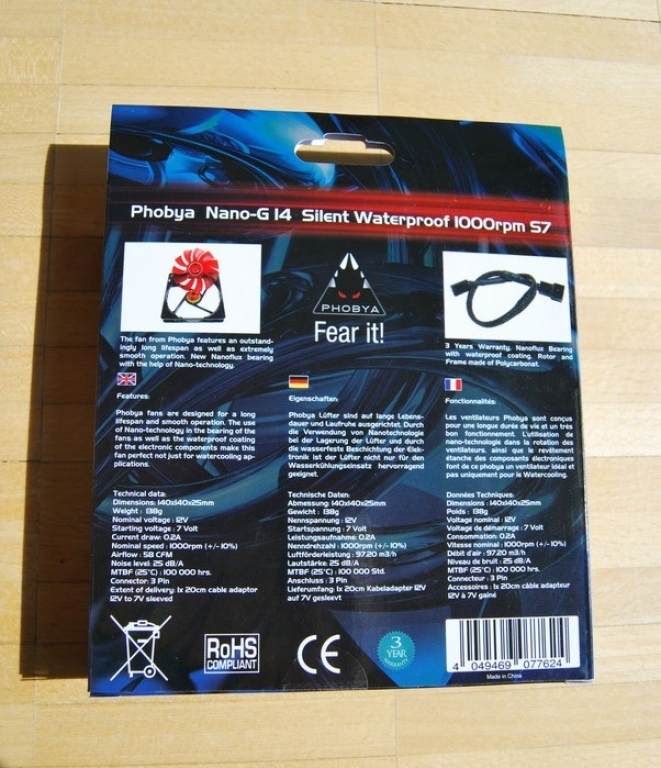 Phobya Nano-G 14 Silent Waterproof 1000rpm S7
The fan from Phobya features an outstand-
ingly long lifespan as well as extremely
smooth operation. New Nanoflux bearing
with the help of Nano-technology.
PHOBYA
Fear it!
3 Years Warranty. Nanoflux Bearing
with waterproof coating. Rotor and
Frame made of Polycarbonat.
Features:
Phobya fans are designed for a long
lifespan and smooth operation. The use
of Nano-technology in the bearing of the
fans as well as the waterproof coating
of the electronic components make this
fan perfect not just for watercooling ap-
plications.
Technical data:
Dimensions: 140x140x25mm
Weight : 138g
Nominal voltage : 12V
Starting voltage : 7 Volt
Current draw: 0.2A
Nominal speed : 1000rpm (+/- 10%)
Airflow : 58 CFM
Noise level: 25 dB/A
MTBF (25°C) : 100 000 hrs.
Connector: 3 Pin
Extent of delivery: 1x 20cm cable adaptor
12V to 7V sleeved
Eigenschaften:
Phobya Lüfter sind auf lange Lebens-
dauer und Laufruhe ausgerichtet. Durch
die Verwendung von Nanotechnologie
bei der Lagerung der Lüfter und durch
die wasserfeste Beschichtung der Elek-
tronik ist der Lüfter nicht nur für den
Wasserkühlungseinsatz hervorragend
geeignet.
Technische Daten:
Abmessung: 140x140x25mm
Gewicht : 138g
Nennspannung : 12V
Startspannung : 7 Volt
Leistungsaufnahme: 0.2A
Nenndrehzahl : 1000rpm (+/- 10%)
Luftförderleistung : 97.20 m3/h
Lautstärke: 25 dB/A
MTBF (25°C) : 100 000 Std.
Anschluss : 3 Pin
Lieferumfang: 1x 20cm Kabeladapter 12V
auf 7V gesleevt
Fonctionnalités:
Les ventilateurs Phobya sont conçus
pour une longue durée de vie et un très
bon fonctionnement. L'utilisation de
nano-technologie dans la rotation des
ventilateurs, ainsi que le revêtement
étanche des composants électroniques
font de ce phobya un ventilateur idéal et
pas uniquement pour le Watercooling.
Données Techniques:
Dimensions : 140x140x25mm
Poids : 138g
Voltage nominal : 12V
Voltage de démarrage : 7 Volt
Consommation : 0.2A
Vitesse nominal : 1000rpm (+/- 10%)
Débit d'air : 97.20 m3/h
Niveau de bruit : 25 dB/A
MTBF (25°C) : 100 000 hrs.
Connecteur : 3 Pin
Accessoires : 1x 20cm câble adapteur
12V à 7V gainé
RoHS
COMPLIANT
CE
3
YEAR
WARRANTY
4 049469 077624
Made in China